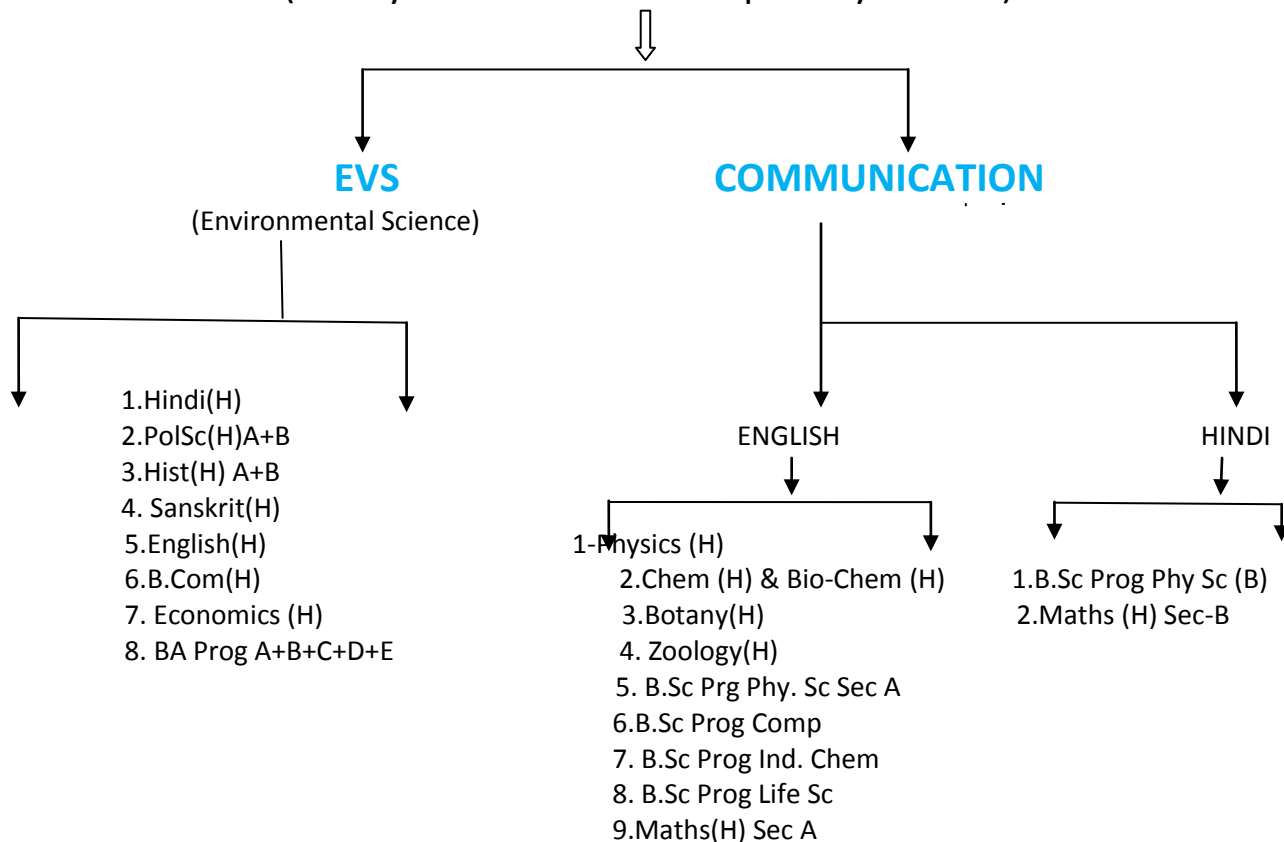 EVS
(Environmental Science)
1.Hindi(H)
2.PolSc(H)A+B
3.Hist(H) A+B
4. Sanskrit(H)
5.English(H)
6.B.Com(H)
7. Economics (H)
8. BA Prog A+B+C+D+E
COMMUNICATION
ENGLISH
1-Physics (H)
2.Chem (H) & Bio-Chem (H)
3.Botany(H)
4. Zoology(H)
5. B.Sc Prg Phy. Sc Sec A
6.B.Sc Prog Comp
7. B.Sc Prog Ind. Chem
8. B.Sc Prog Life Sc
9.Maths(H) Sec A
HINDI
1.B.Sc Prog Phy Sc (B)
2.Maths (H) Sec-B